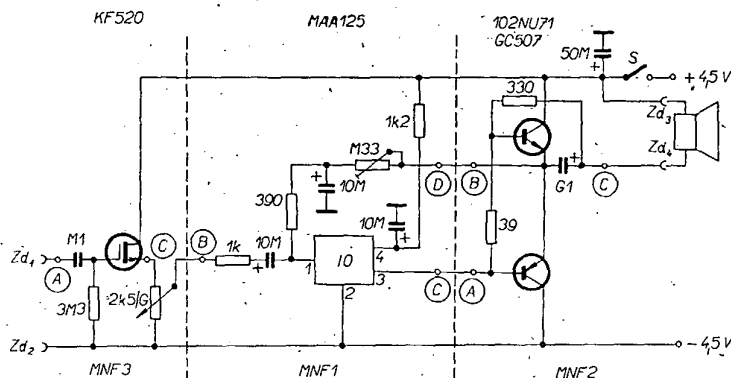 KF520
MAA125
102NU71
GC507
50M
+
S
+ 4,5 V
330
Zd3
Zd4
1k2
M33
+
10M
D
B
G1
+
C
390
10M
+
39
M1
C
B
1k
10M
+
1
IO
4
3
2
C
A
Zd1
A
3M3
2k5/G
Zd2
- 4,5 V
MNF3
MNF1
MNF2